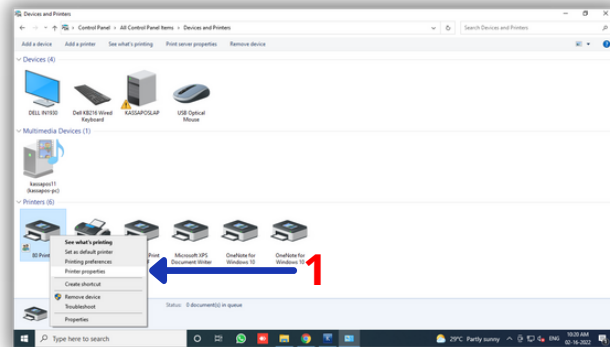 Devices and Printers
Control Panel > All Control Panel Items > Devices and Printers
Search Devices and Printers
Add a device Add a printer See what's printing Print server properties Remove device
Devices (4)
DELL IN1930
Dell KB216 Wired Keyboard
KASSAPOSLAP
USB Optical Mouse
Multimedia Devices (1)
kassapos11 (kassapos-pc)
Printers (6)
80 Print
Print
Microsoft XPS Document Writer
OneNote for Windows 10
OneNote for Windows 10
See what's printing
Set as default printer
Printing preferences
Printer properties
Create shortcut
Remove device
Troubleshoot
Properties
1
Status: 0 document(s) in queue
Type here to search
29°C Partly sunny
ENG
10:20 AM
02-16-2022